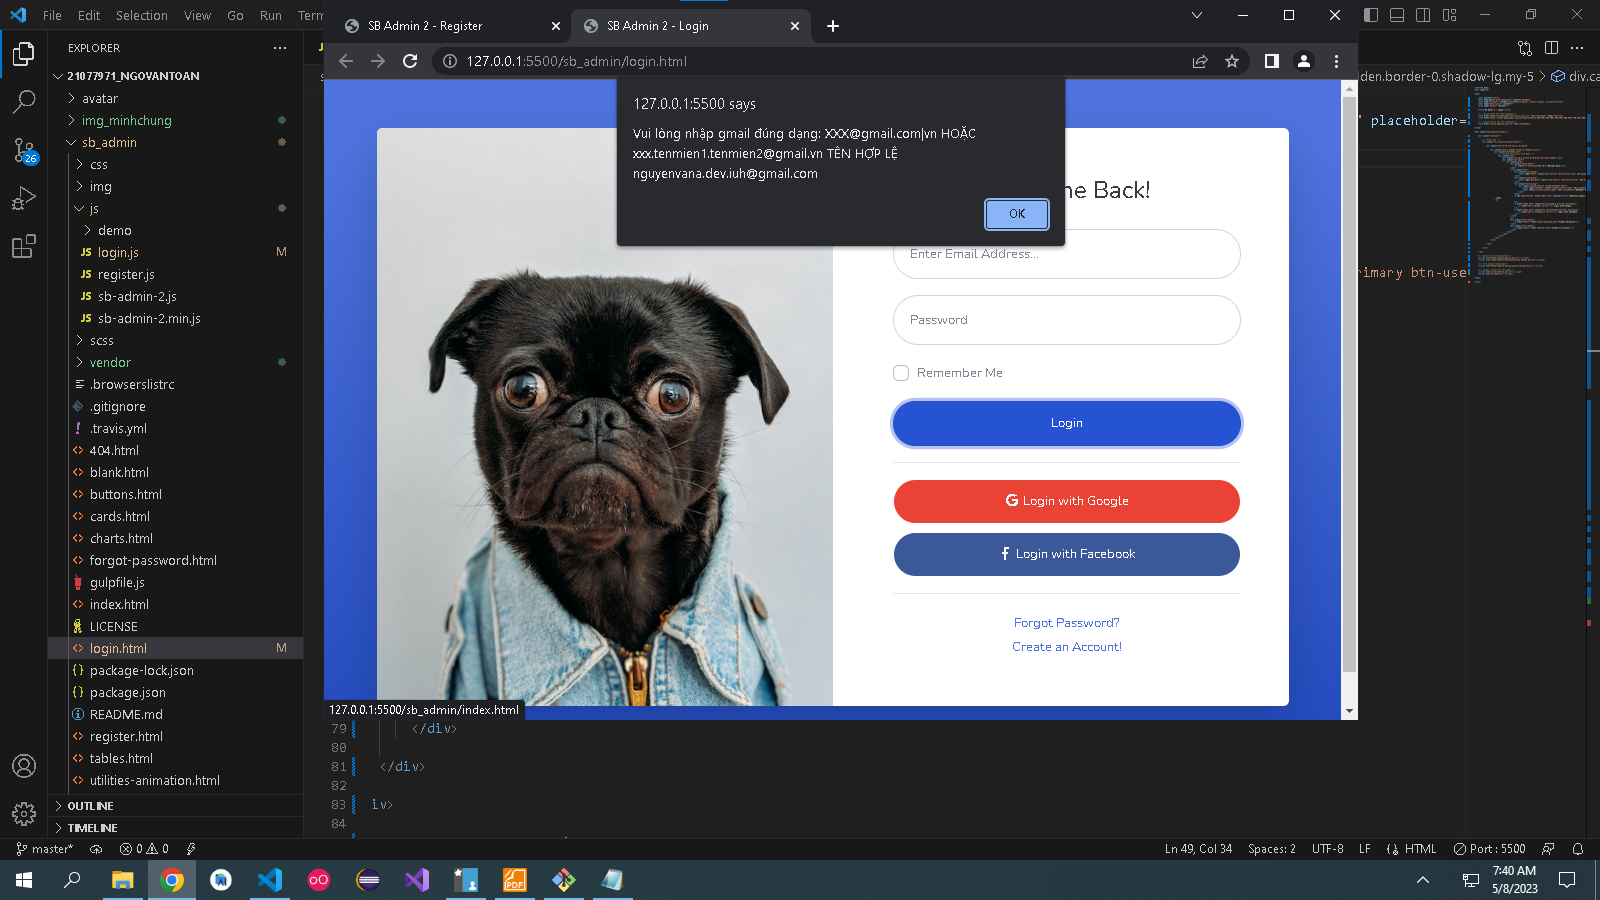 File Edit Selection View Go Run Term
SB Admin 2 - Register
SB Admin 2 - Login
127.0.0.1:5500/sb_admin/login.html
EXPLORER
21077971_NGOVANTOAN
avatar
img_minhchung
sb_admin
css
img
js
demo
login.js M
register.js
sb-admin-2.js
sb-admin-2.min.js
scss
vendor
.browserslistrc
.gitignore
.travis.yml
404.html
blank.html
buttons.html
cards.html
charts.html
forgot-password.html
gulpfile.js
index.html
LICENSE
login.html M
package-lock.json
package.json
README.md
register.html
tables.html
utilities-animation.html
OUTLINE
TIMELINE
26
127.0.0.1:5500 says
Vui lòng nhập gmail đúng dạng: XXX@gmail.com|vn HOẶC
xxx.tenmien1.tenmien2@gmail.vn TÊN HỢP LỆ
nguyenvana.dev.iuh@gmail.com
OK
me Back!
Enter Email Address...
Password
Remember Me
Login
Login with Google
Login with Facebook
Forgot Password?
Create an Account!
127.0.0.1:5500/sb_admin/index.html
lden.border-0.shadow-lg.my-5 > div.ca
" placeholder=
rimary btn-use
79 </div>
80
81 </div>
82
83 iv>
84
master* 0 0
Ln 49, Col 34 Spaces: 2 UTF-8 LF HTML Port : 5500
7:40 AM
5/8/2023